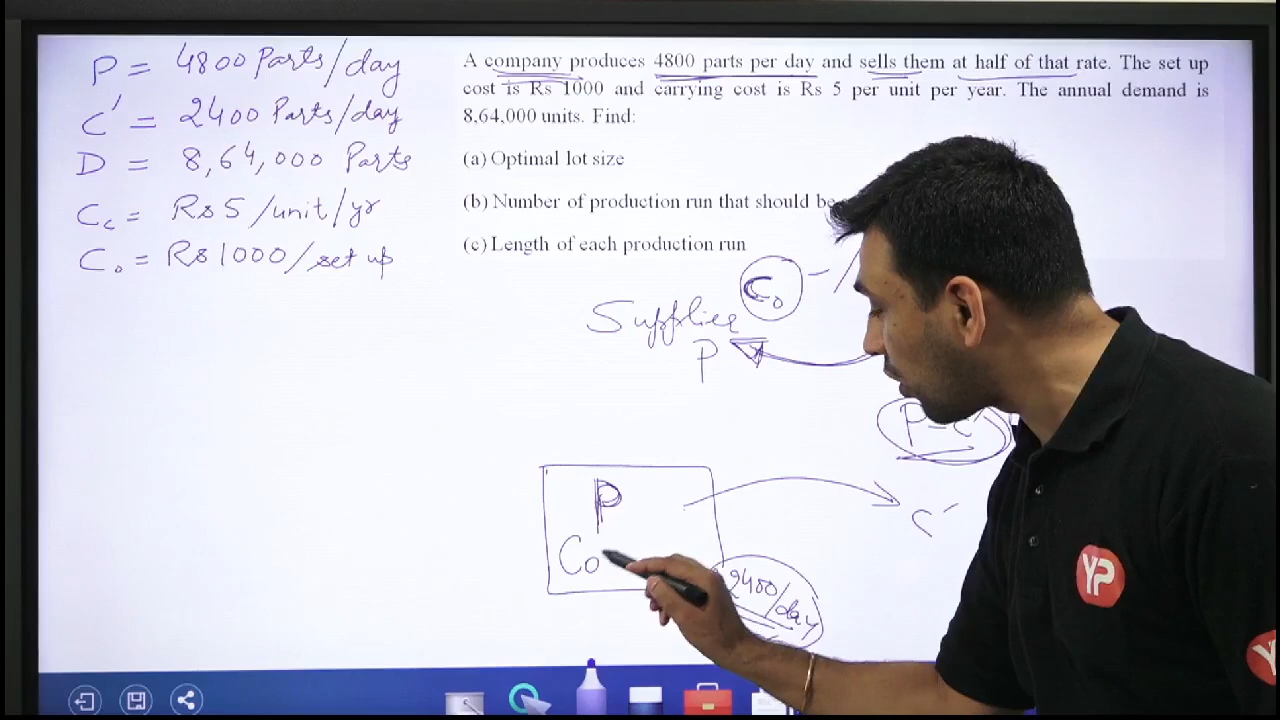 P = 4800 Parts/day
C' = 2400 Parts/day
D = 8,64,000 Parts
Cc = Rs 5 /unit/yr
Co = Rs 1000/set up
A company produces 4800 parts per day and sells them at half of that rate. The set up
cost is Rs 1000 and carrying cost is Rs 5 per unit per year. The annual demand is
8,64,000 units. Find:
(a) Optimal lot size
(b) Number of production run that should be
(c) Length of each production run
Co
Supplier
P
P - C'
P
C'
Co
2400/day
YP